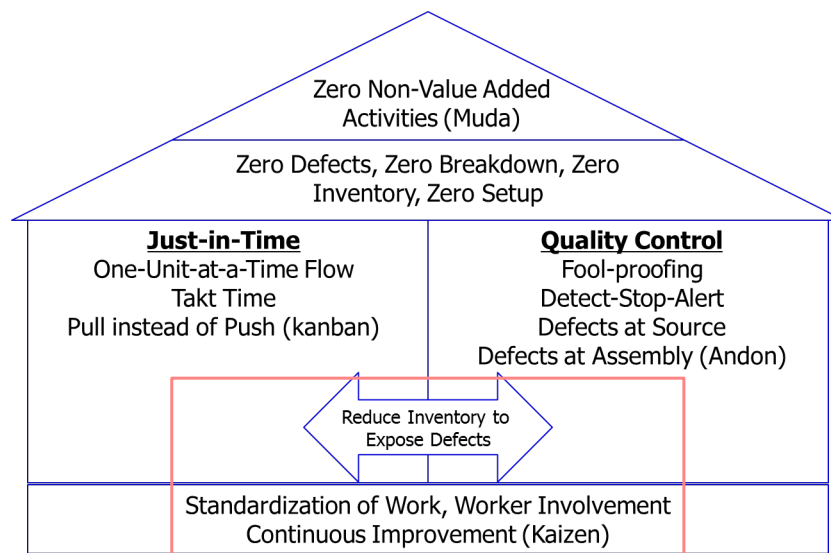 Zero Non-Value Added
Activities (Muda)
Zero Defects, Zero Breakdown, Zero
Inventory, Zero Setup
Just-in-Time
One-Unit-at-a-Time Flow
Takt Time
Pull instead of Push (kanban)
Quality Control
Fool-proofing
Detect-Stop-Alert
Defects at Source
Defects at Assembly (Andon)
Reduce Inventory to
Expose Defects
Standardization of Work, Worker Involvement
Continuous Improvement (Kaizen)